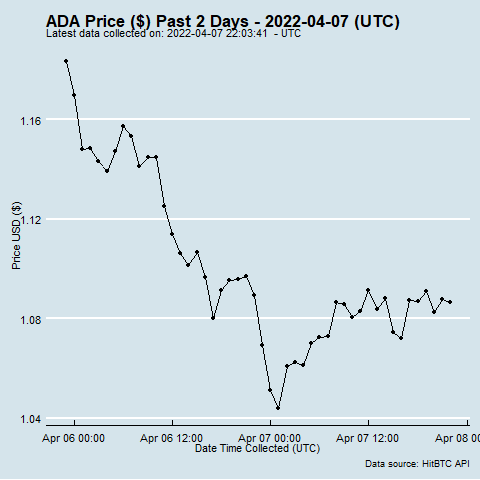 ADA Price ($) Past 2 Days - 2022-04-07 (UTC)
Latest data collected on: 2022-04-07 22:03:41 - UTC
1.16
1.12
1.08
1.04
Price USD ($)
Apr 06 00:00 Apr 06 12:00 Apr 07 00:00 Apr 07 12:00 Apr 08 0
Date Time Collected (UTC)
Data source: HitBTC API